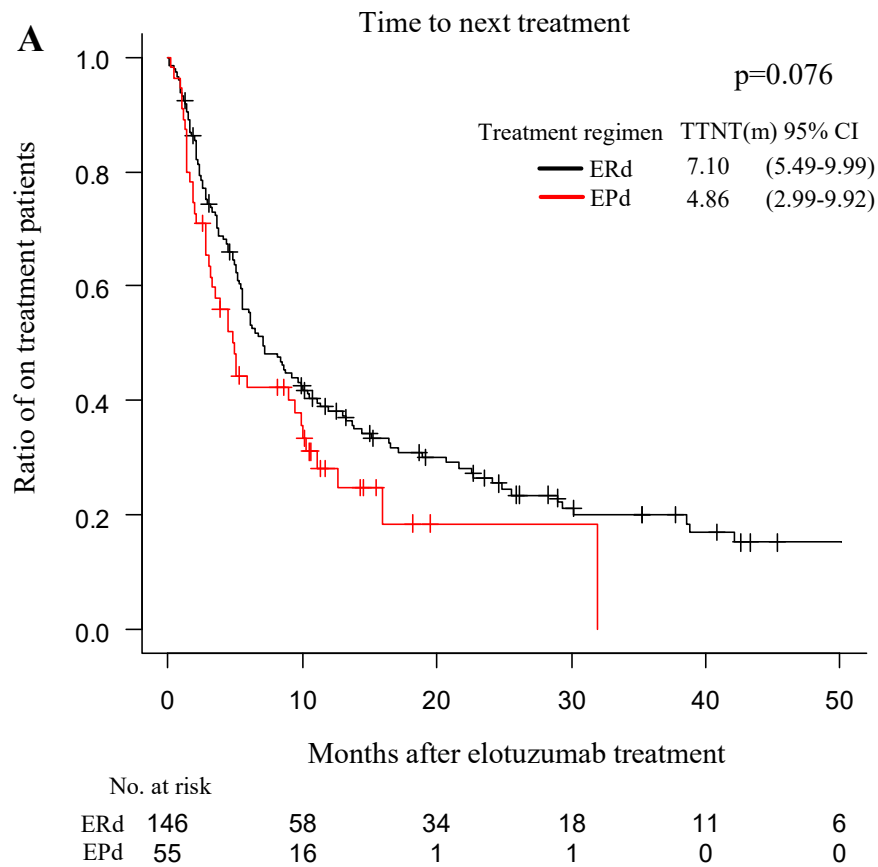 A
Time to next treatment
p=0.076
Treatment regimen TTNT(m) 95% CI
ERd 7.10 (5.49-9.99)
EPd 4.86 (2.99-9.92)
Ratio of on treatment patients
1.0
0.8
0.6
0.4
0.2
0.0
0 10 20 30 40 50
Months after elotuzumab treatment
No. at risk
ERd 146 58 34 18 11 6
EPd 55 16 1 1 0 0